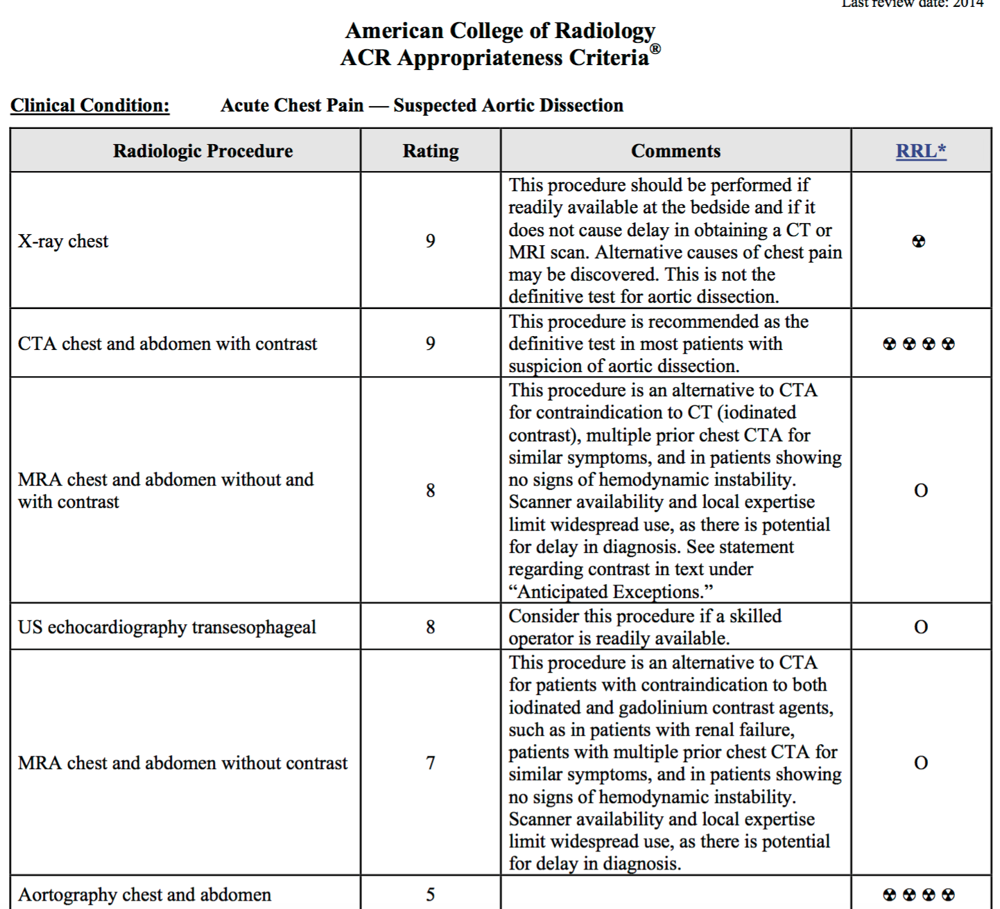 Last review date: 2014
American College of Radiology
ACR Appropriateness Criteria®
Clinical Condition: Acute Chest Pain — Suspected Aortic Dissection
Radiologic Procedure Rating Comments RRL*
X-ray chest 9 ☢
This procedure should be performed if
readily available at the bedside and if it
does not cause delay in obtaining a CT or
MRI scan. Alternative causes of chest pain
may be discovered. This is not the
definitive test for aortic dissection.
CTA chest and abdomen with contrast 9 ☢ ☢ ☢ ☢
This procedure is recommended as the
definitive test in most patients with
suspicion of aortic dissection.
MRA chest and abdomen without and
with contrast
8 O
This procedure is an alternative to CTA
for contraindication to CT (iodinated
contrast), multiple prior chest CTA for
similar symptoms, and in patients showing
no signs of hemodynamic instability.
Scanner availability and local expertise
limit widespread use, as there is potential
for delay in diagnosis. See statement
regarding contrast in text under
“Anticipated Exceptions.”
US echocardiography transesophageal 8 O
Consider this procedure if a skilled
operator is readily available.
MRA chest and abdomen without contrast 7 O
This procedure is an alternative to CTA
for patients with contraindication to both
iodinated and gadolinium contrast agents,
such as in patients with renal failure,
patients with multiple prior chest CTA for
similar symptoms, and in patients showing
no signs of hemodynamic instability.
Scanner availability and local expertise
limit widespread use, as there is potential
for delay in diagnosis.
Aortography chest and abdomen 5 ☢ ☢ ☢ ☢